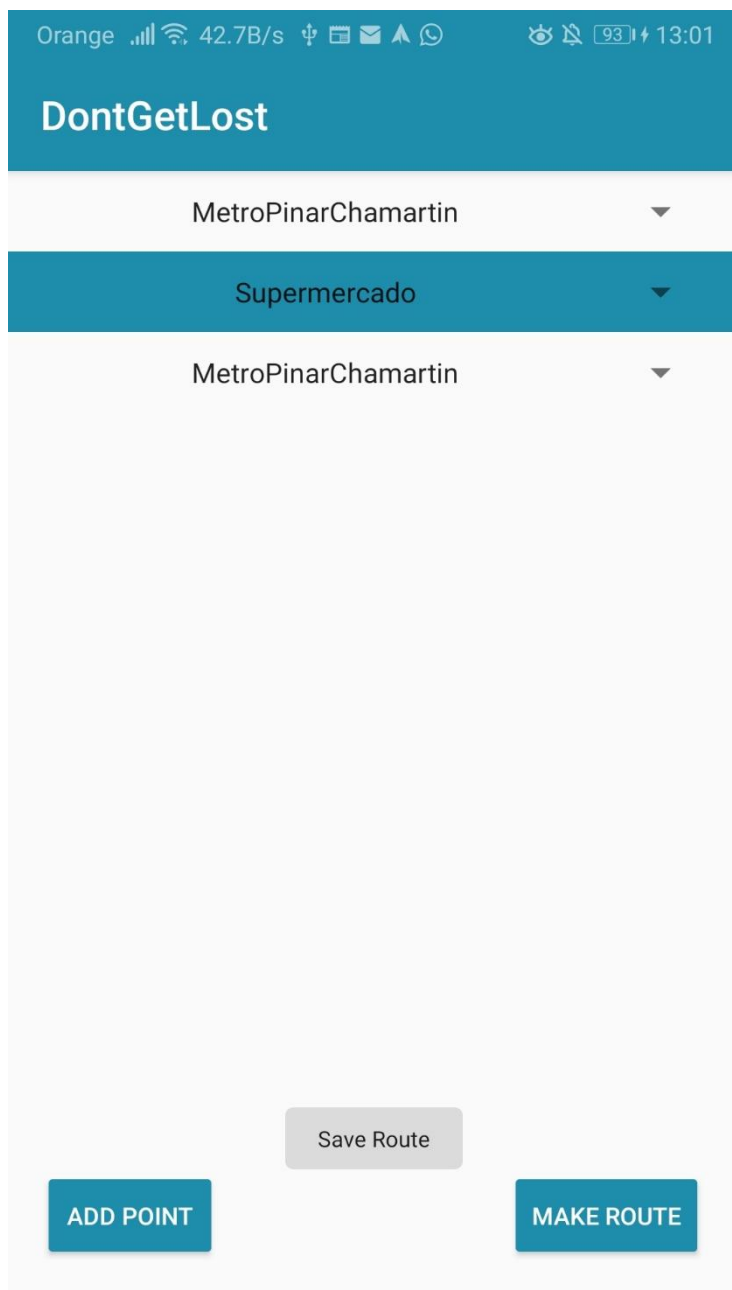 Orange 42.7B/s 93 13:01
DontGetLost
MetroPinarChamartin
Supermercado
MetroPinarChamartin
Save Route
ADD POINT MAKE ROUTE